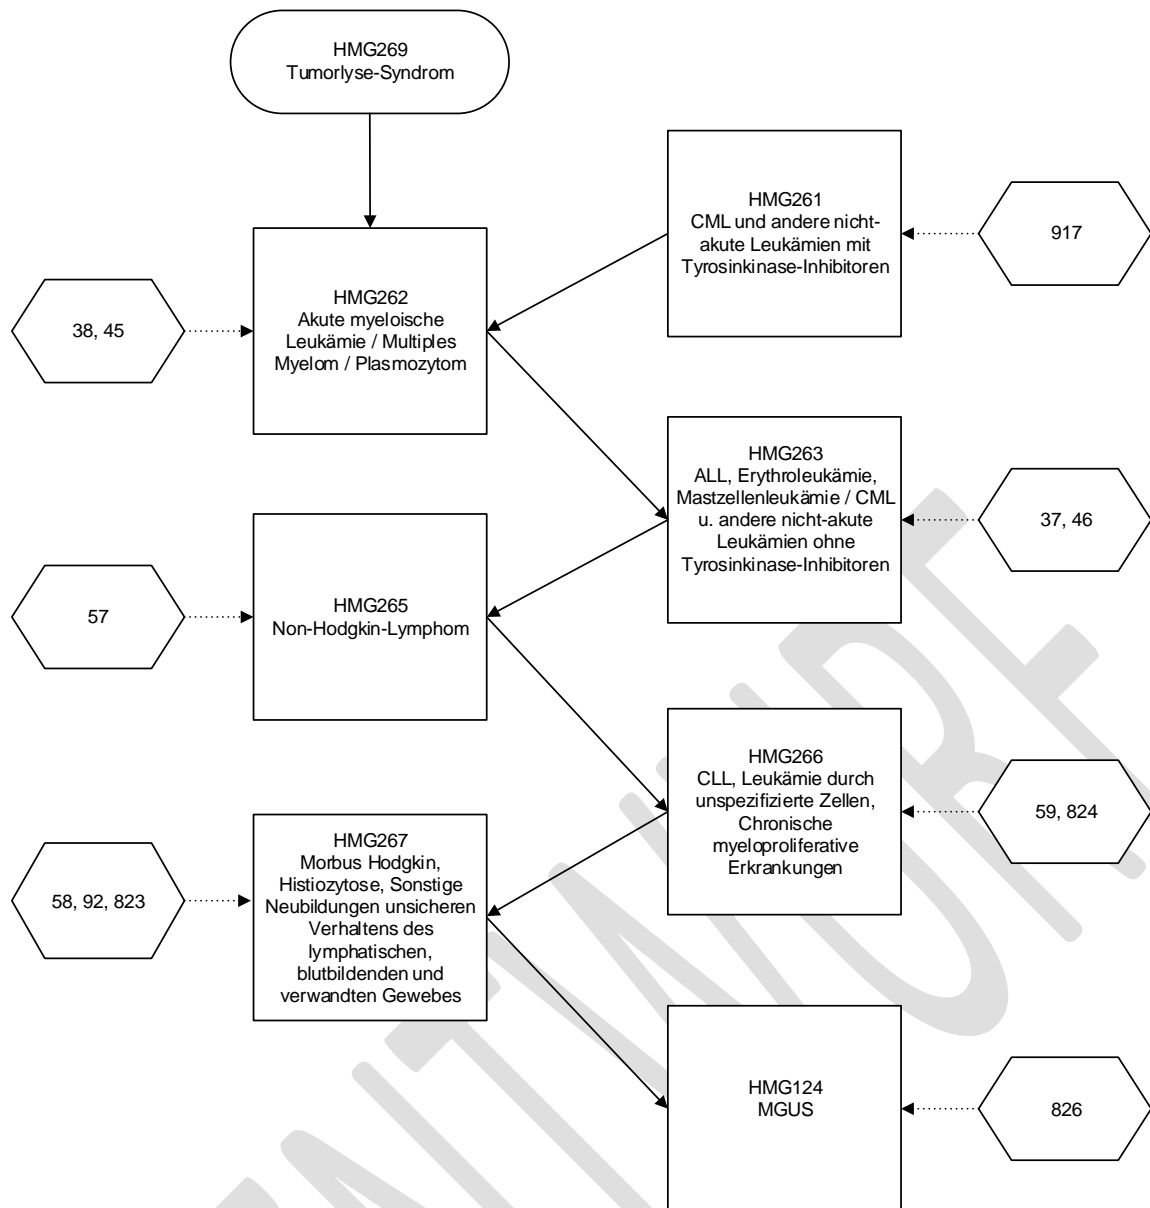 HMG269
Tumorlyse-Syndrom
HMG261
CML und andere nicht-
akute Leukämien mit
Tyrosinkinase-Inhibitoren
917
HMG262
Akute myeloische
Leukämie / Multiples
Myelom / Plasmozytom
38, 45
HMG263
ALL, Erythroleukämie,
Mastzellenleukämie / CML
u. andere nicht-akute
Leukämien ohne
Tyrosinkinase-Inhibitoren
37, 46
HMG265
Non-Hodgkin-Lymphom
57
HMG266
CLL, Leukämie durch
unspezifizierte Zellen,
Chronische
myeloproliferative
Erkrankungen
59, 824
HMG267
Morbus Hodgkin,
Histiozytose, Sonstige
Neubildungen unsicheren
Verhaltens des
lymphatischen,
blutbildenden und
verwandten Gewebes
58, 92, 823
HMG124
MGUS
826
NTWURF